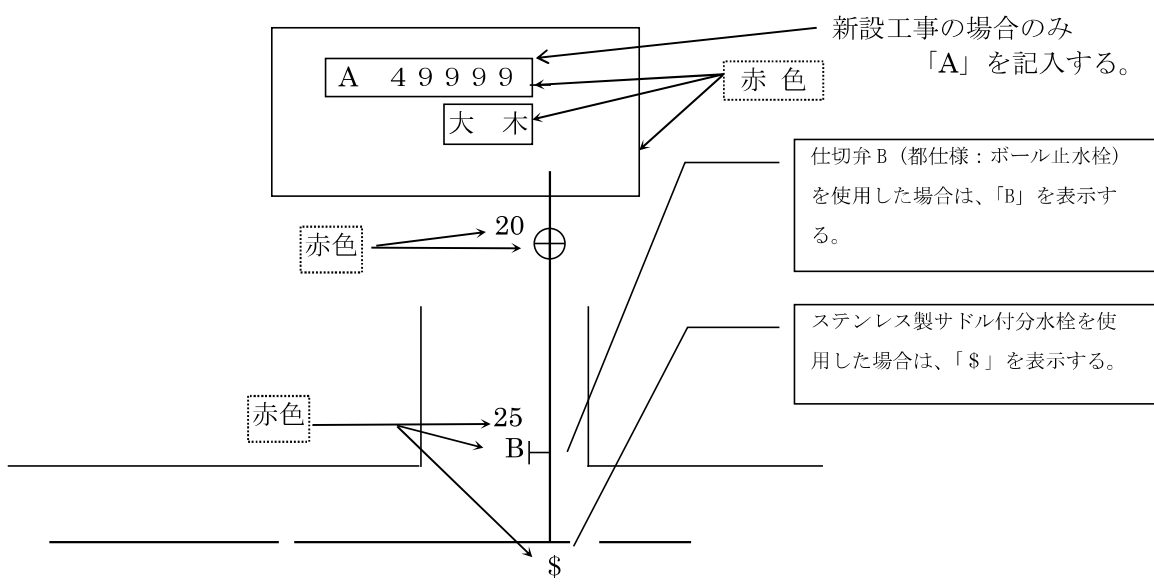 新設工事の場合のみ
「A」を記入する。
A 49999
赤 色
大 木
仕切弁B（都仕様：ボール止水栓）
を使用した場合は、「B」を表示す
る。
20
赤色
ステンレス製サドル付分水栓を使
用した場合は、「＄」を表示する。
赤色
25
B
$